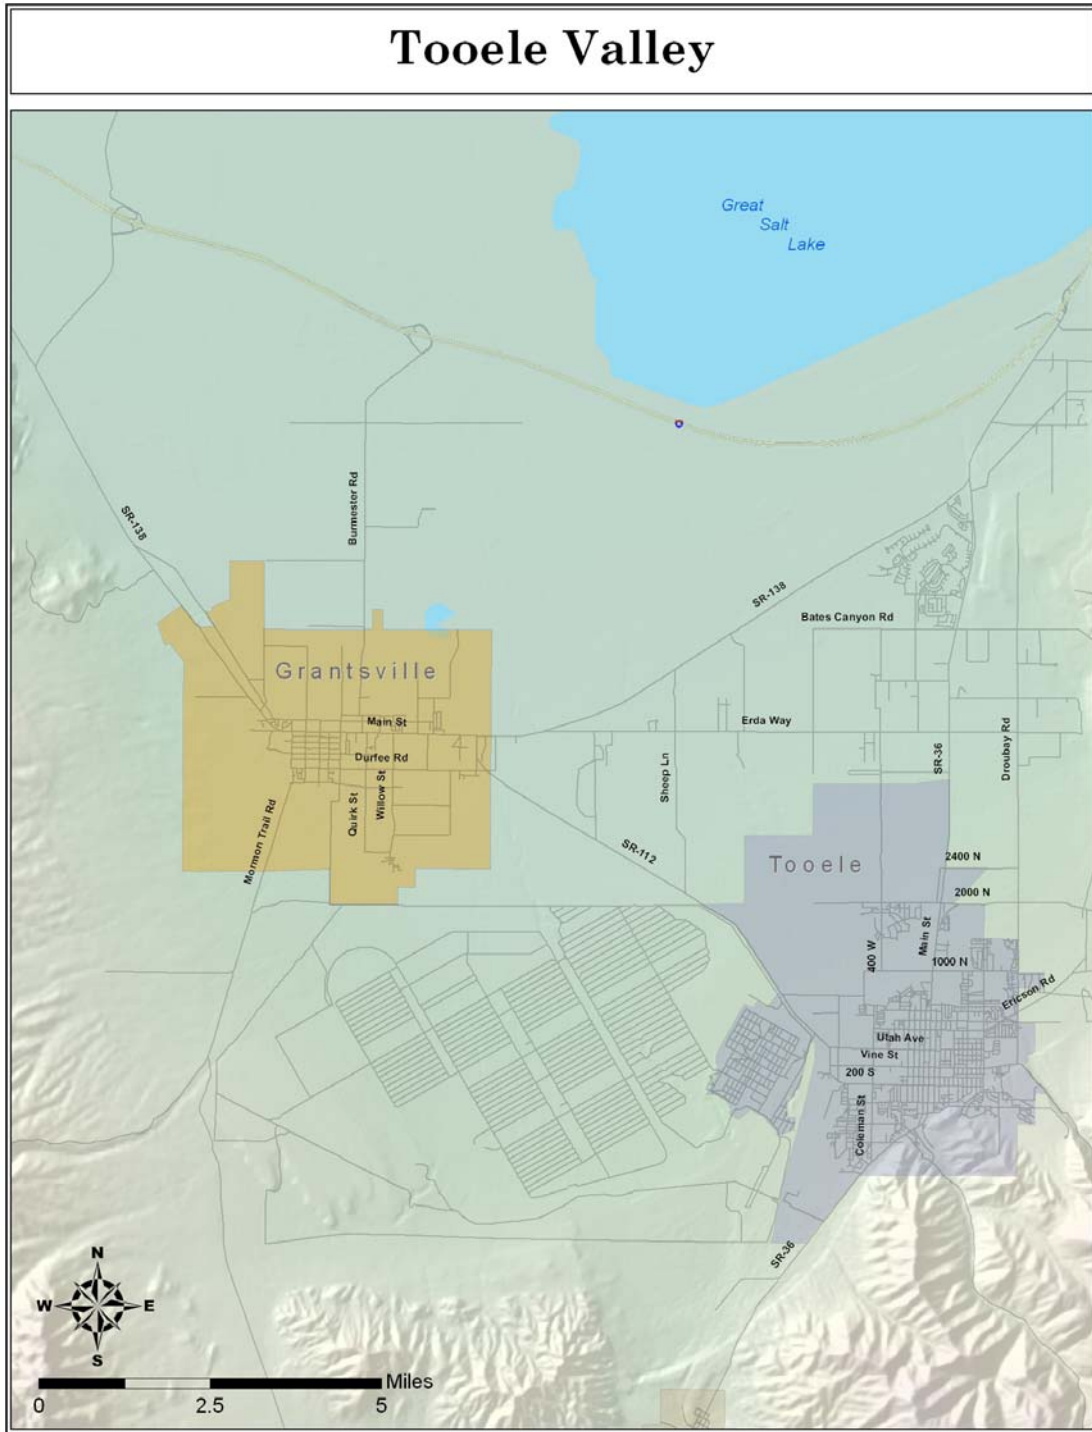 Tooele Valley
Great
Salt
Lake
SR-138
Burmester Rd
SR-138
Bates Canyon Rd
Grantsville
Main St
Erda Way
Durfee Rd
SR-36
Droubay Rd
Sheep Ln
Quirk St
Willow St
Mormon Trail Rd
SR-112
Tooele
2400 N
2000 N
Main St
400 W
1000 N
Ericson Rd
Utah Ave
Vine St
200 S
Coleman St
SR-36
N
W
E
S
Miles
0
2.5
5